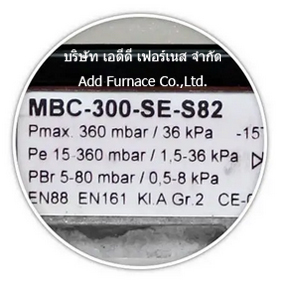 บริษัท เอดีดี เฟอร์เนส จำกัด
Add Furnace Co.,Ltd.
MBC-300-SE-S82
Pmax. 360 mbar / 36 kPa
Pe 15-360 mbar / 1,5-36 kPa
PBr 5-80 mbar / 0,5-8 kPa
EN88 EN161 Kl.A Gr.2 CE-